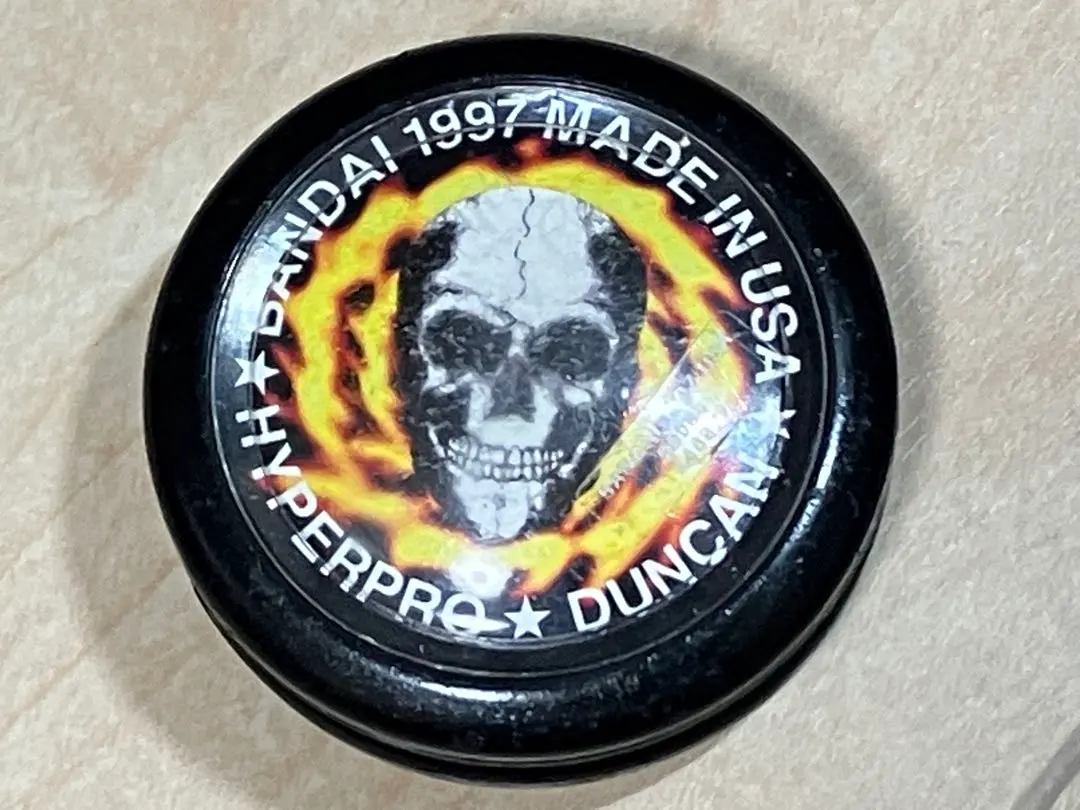 BANDAI 1997 MADE IN USA
★ HYPERPRO ★ DUNCAN ★